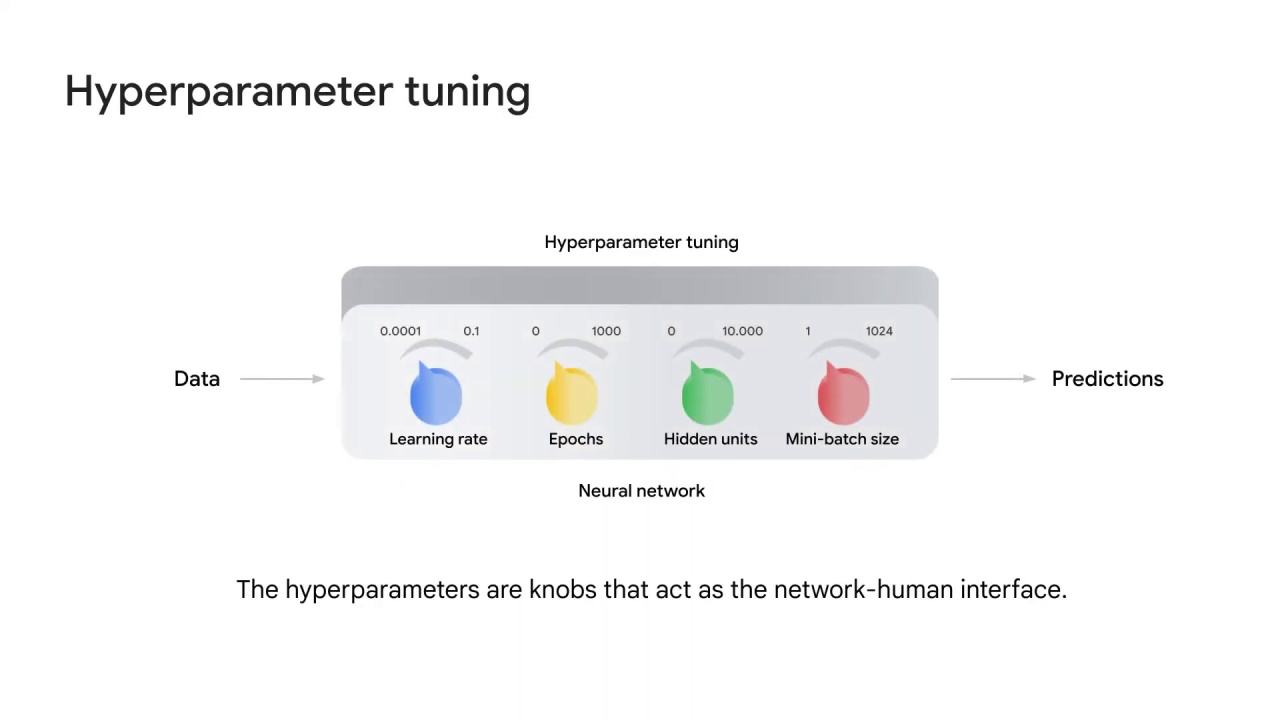 Hyperparameter tuning
Hyperparameter tuning
0.0001 0.1 0 1000 0 10.000 1 1024
Data
Predictions
Learning rate Epochs Hidden units Mini-batch size
Neural network
The hyperparameters are knobs that act as the network-human interface.